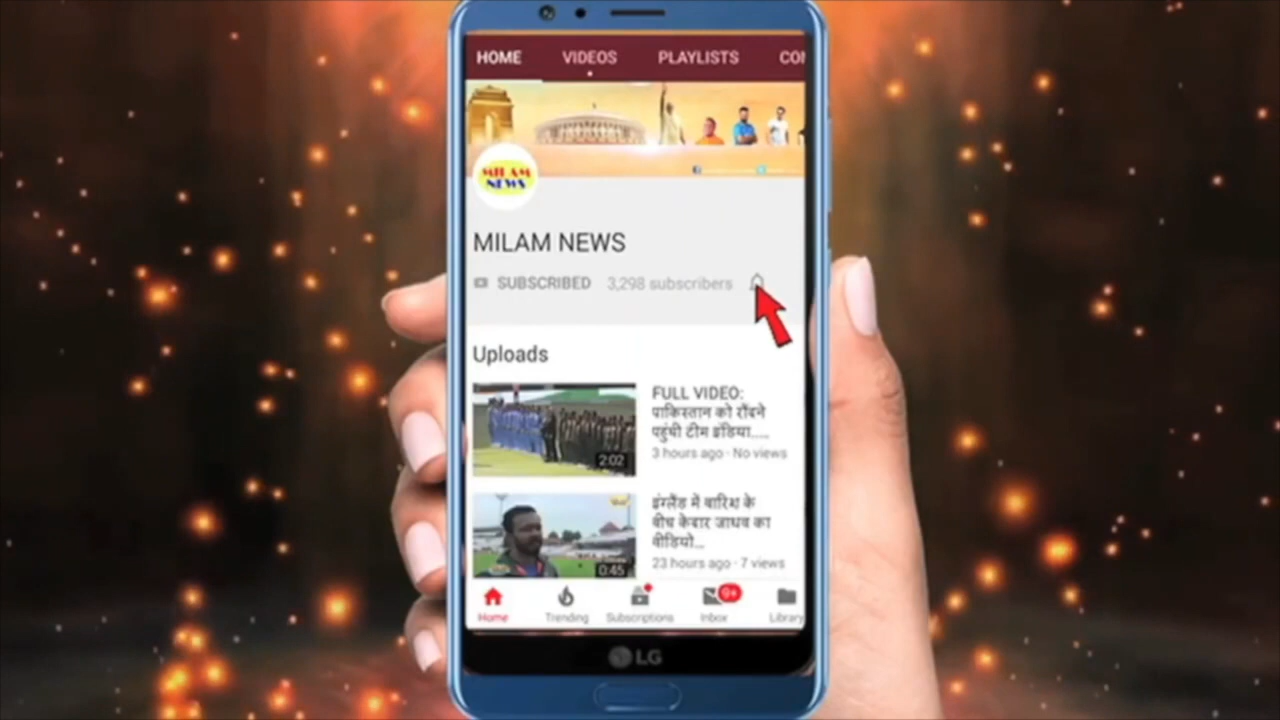 HOME VIDEOS PLAYLISTS CO
MILAM
NEWS
MILAM NEWS
SUBSCRIBED 3,298 subscribers
Uploads
FULL VIDEO:
पाकिस्तान को रौंदने
पहुंची टीम इंडिया.....
2:02
3 hours ago · No views
इंग्लैंड में बारिश के
बीच केदार जाधव का
वीडियो...
0:45
23 hours ago · 7 views
9+
Home Trending Subscriptions Inbox Library
LG